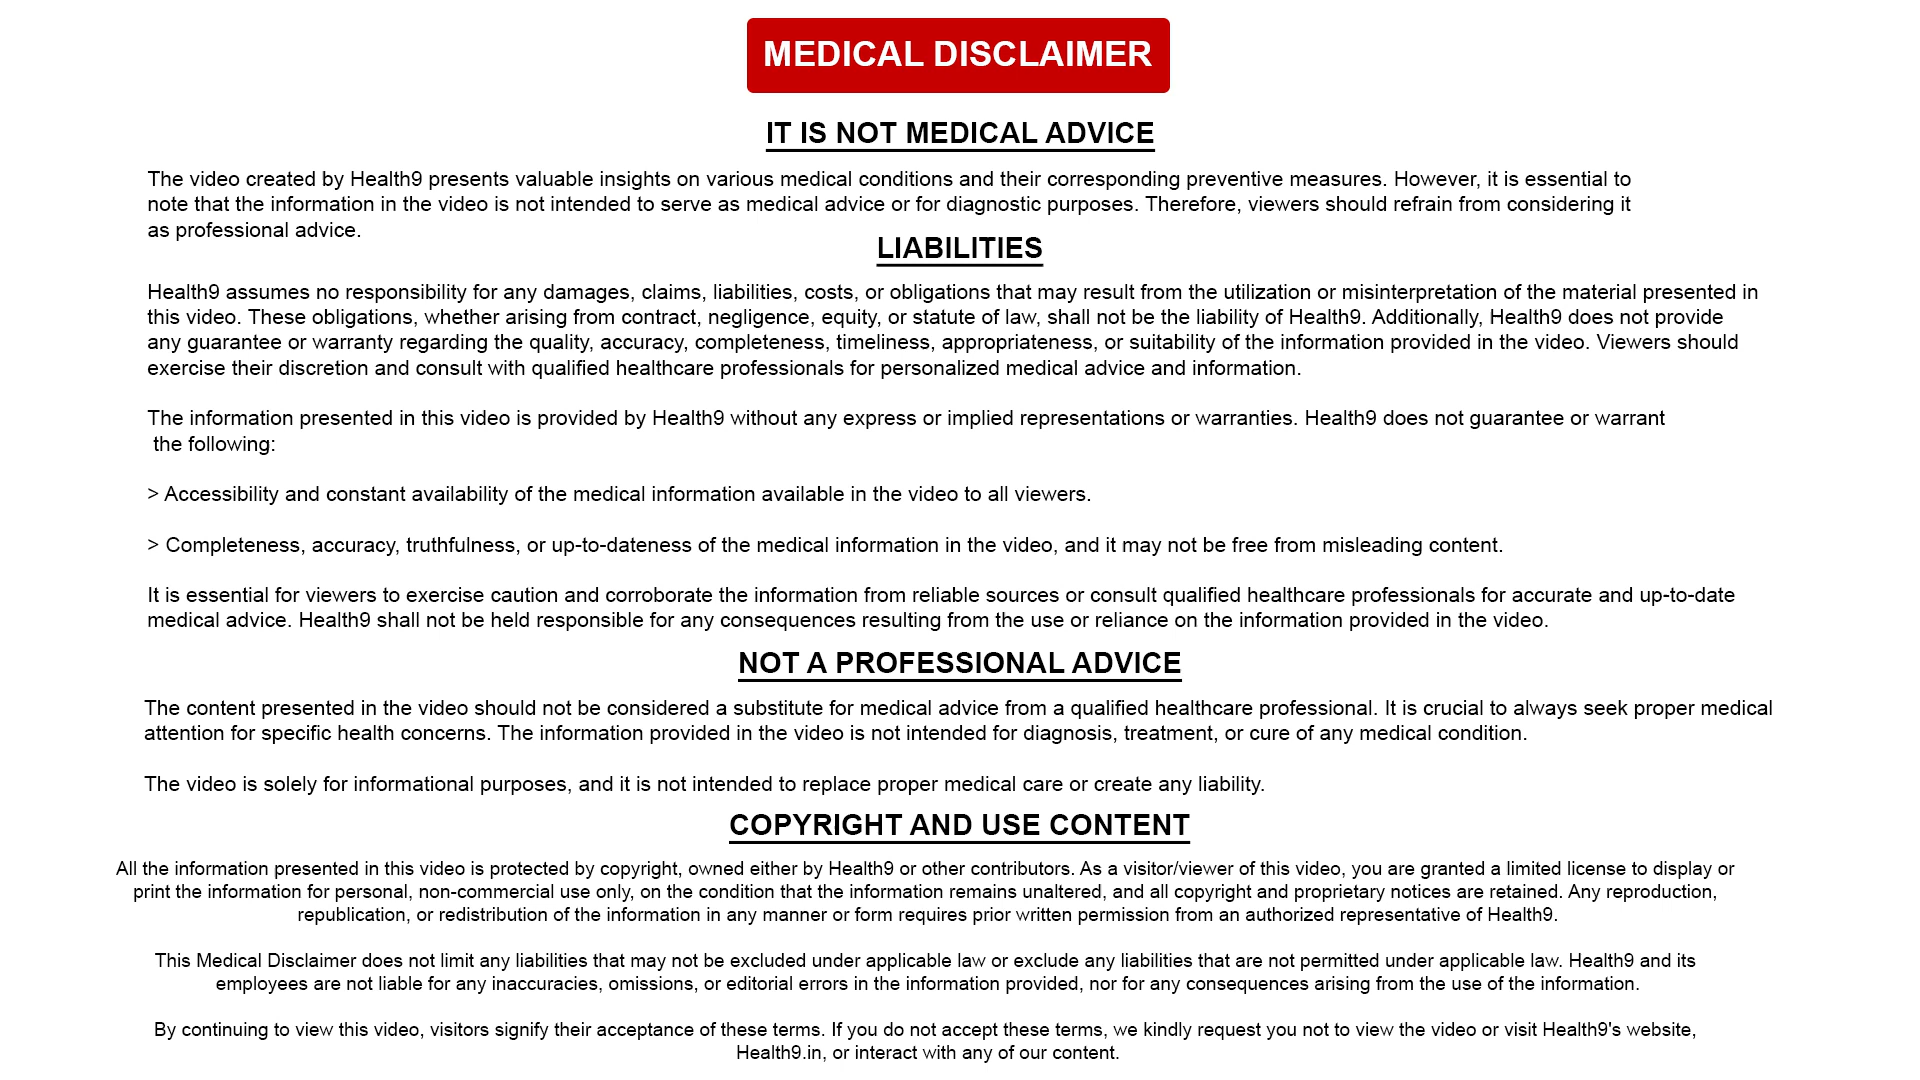 MEDICAL DISCLAIMER
IT IS NOT MEDICAL ADVICE
The video created by Health9 presents valuable insights on various medical conditions and their corresponding preventive measures. However, it is essential to
note that the information in the video is not intended to serve as medical advice or for diagnostic purposes. Therefore, viewers should refrain from considering it
as professional advice.
LIABILITIES
Health9 assumes no responsibility for any damages, claims, liabilities, costs, or obligations that may result from the utilization or misinterpretation of the material presented in
this video. These obligations, whether arising from contract, negligence, equity, or statute of law, shall not be the liability of Health9. Additionally, Health9 does not provide
any guarantee or warranty regarding the quality, accuracy, completeness, timeliness, appropriateness, or suitability of the information provided in the video. Viewers should
exercise their discretion and consult with qualified healthcare professionals for personalized medical advice and information.
The information presented in this video is provided by Health9 without any express or implied representations or warranties. Health9 does not guarantee or warrant
the following:
> Accessibility and constant availability of the medical information available in the video to all viewers.
> Completeness, accuracy, truthfulness, or up-to-dateness of the medical information in the video, and it may not be free from misleading content.
It is essential for viewers to exercise caution and corroborate the information from reliable sources or consult qualified healthcare professionals for accurate and up-to-date
medical advice. Health9 shall not be held responsible for any consequences resulting from the use or reliance on the information provided in the video.
NOT A PROFESSIONAL ADVICE
The content presented in the video should not be considered a substitute for medical advice from a qualified healthcare professional. It is crucial to always seek proper medical
attention for specific health concerns. The information provided in the video is not intended for diagnosis, treatment, or cure of any medical condition.
The video is solely for informational purposes, and it is not intended to replace proper medical care or create any liability.
COPYRIGHT AND USE CONTENT
All the information presented in this video is protected by copyright, owned either by Health9 or other contributors. As a visitor/viewer of this video, you are granted a limited license to display or
print the information for personal, non-commercial use only, on the condition that the information remains unaltered, and all copyright and proprietary notices are retained. Any reproduction,
republication, or redistribution of the information in any manner or form requires prior written permission from an authorized representative of Health9.
This Medical Disclaimer does not limit any liabilities that may not be excluded under applicable law or exclude any liabilities that are not permitted under applicable law. Health9 and its
employees are not liable for any inaccuracies, omissions, or editorial errors in the information provided, nor for any consequences arising from the use of the information.
By continuing to view this video, visitors signify their acceptance of these terms. If you do not accept these terms, we kindly request you not to view the video or visit Health9's website,
Health9.in, or interact with any of our content.